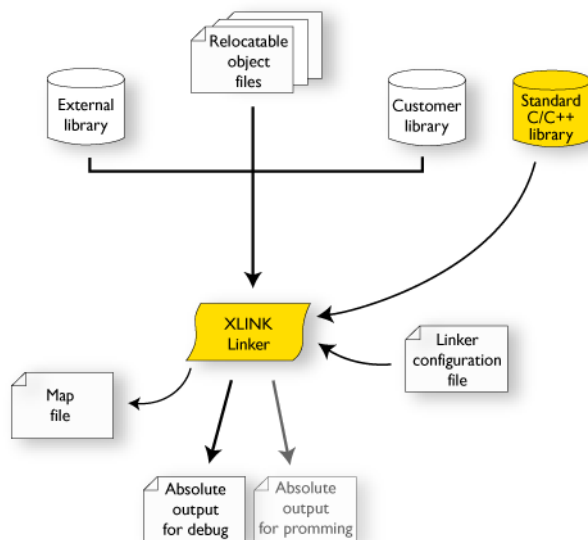 Relocatable
object
files
External
library
Customer
library
Standard
C/C++
library
XLINK
Linker
Linker
configuration
file
Map
file
Absolute
output
for debug
Absolute
output
for promming